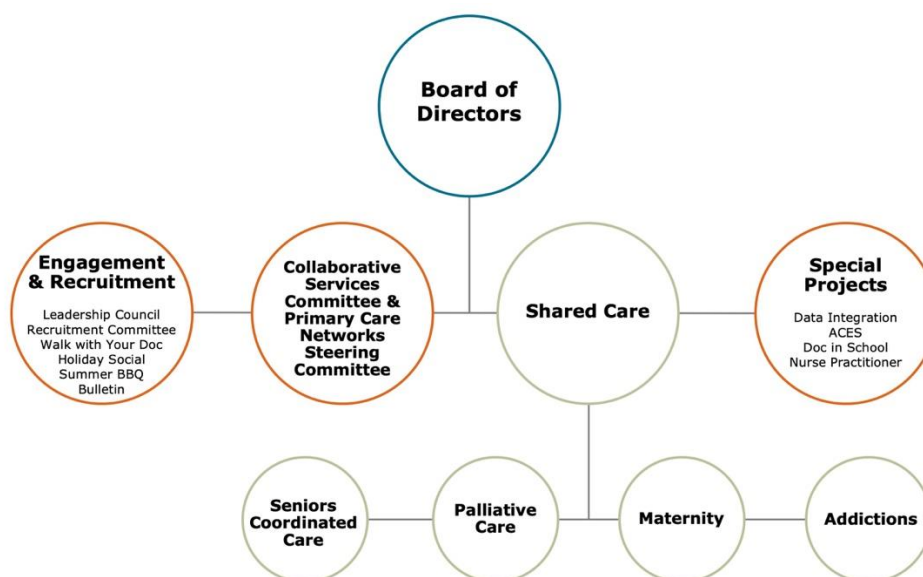 Board of
Directors
Engagement
& Recruitment
Leadership Council
Recruitment Committee
Walk with Your Doc
Holiday Social
Summer BBQ
Bulletin
Collaborative
Services
Committee &
Primary Care
Networks
Steering
Committee
Shared Care
Special
Projects
Data Integration
ACES
Doc in School
Nurse Practitioner
Seniors
Coordinated
Care
Palliative
Care
Maternity
Addictions